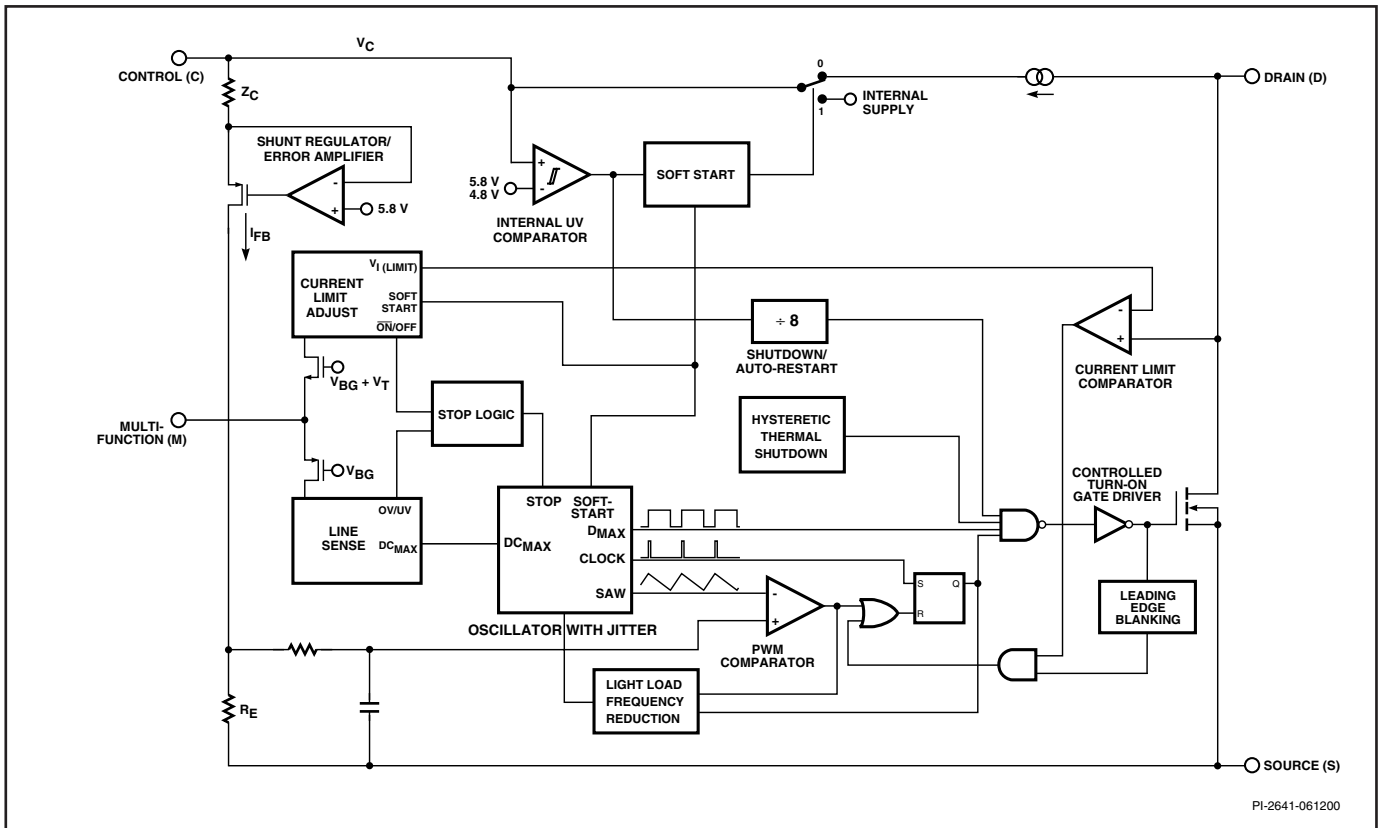 V_C
CONTROL (C)
Z_C
0
DRAIN (D)
INTERNAL
SUPPLY
1
SHUNT REGULATOR/
ERROR AMPLIFIER
-
+
5.8 V
I_FB
+
-
5.8 V
4.8 V
INTERNAL UV
COMPARATOR
SOFT START
V_I (LIMIT)
CURRENT
LIMIT
ADJUST
SOFT
START
ON/OFF
÷ 8
SHUTDOWN/
AUTO-RESTART
-
+
CURRENT LIMIT
COMPARATOR
V_BG + V_T
STOP LOGIC
MULTI-
FUNCTION (M)
HYSTERETIC
THERMAL
SHUTDOWN
V_BG
CONTROLLED
TURN-ON
GATE DRIVER
OV/UV
LINE
SENSE
DC_MAX
STOP
SOFT-
START
DC_MAX
D_MAX
CLOCK
SAW
OSCILLATOR WITH JITTER
-
+
PWM
COMPARATOR
S
Q
R
LEADING
EDGE
BLANKING
LIGHT LOAD
FREQUENCY
REDUCTION
R_E
SOURCE (S)
PI-2641-061200